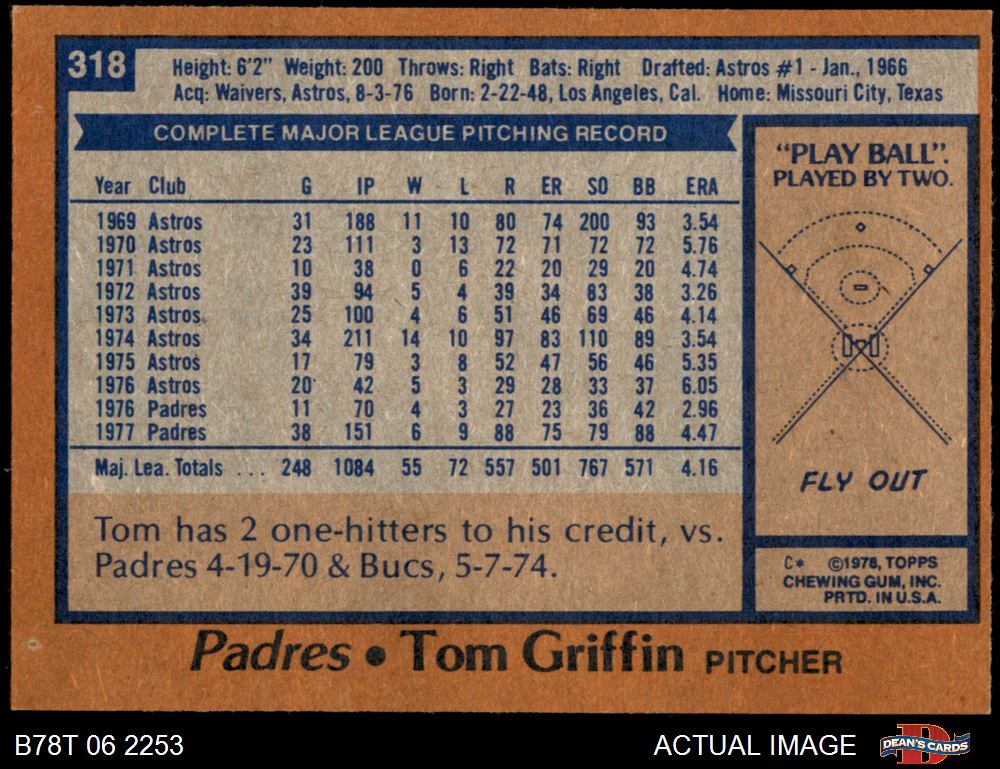 318
Height: 6'2" Weight: 200 Throws: Right Bats: Right Drafted: Astros #1 - Jan., 1966
Acq: Waivers, Astros, 8-3-76 Born: 2-22-48, Los Angeles, Cal. Home: Missouri City, Texas
COMPLETE MAJOR LEAGUE PITCHING RECORD
Year Club G IP W L R ER SO BB ERA
1969 Astros 31 188 11 10 80 74 200 93 3.54
1970 Astros 23 111 3 13 72 71 72 72 5.76
1971 Astros 10 38 0 6 22 20 29 20 4.74
1972 Astros 39 94 5 4 39 34 83 38 3.26
1973 Astros 25 100 4 6 51 46 69 46 4.14
1974 Astros 34 211 14 10 97 83 110 89 3.54
1975 Astros 17 79 3 8 52 47 56 46 5.35
1976 Astros 20 42 5 3 29 28 33 37 6.05
1976 Padres 11 70 4 3 27 23 36 42 2.96
1977 Padres 38 151 6 9 88 75 79 88 4.47
Maj. Lea. Totals ... 248 1084 55 72 557 501 767 571 4.16
Tom has 2 one-hitters to his credit, vs.
Padres 4-19-70 & Bucs, 5-7-74.
"PLAY BALL".
PLAYED BY TWO.
FLY OUT
C* ©1978, TOPPS
CHEWING GUM, INC.
PRTD. IN U.S.A.
Padres • Tom Griffin PITCHER
B78T 06 2253
ACTUAL IMAGE
D
DEAN'S CARDS